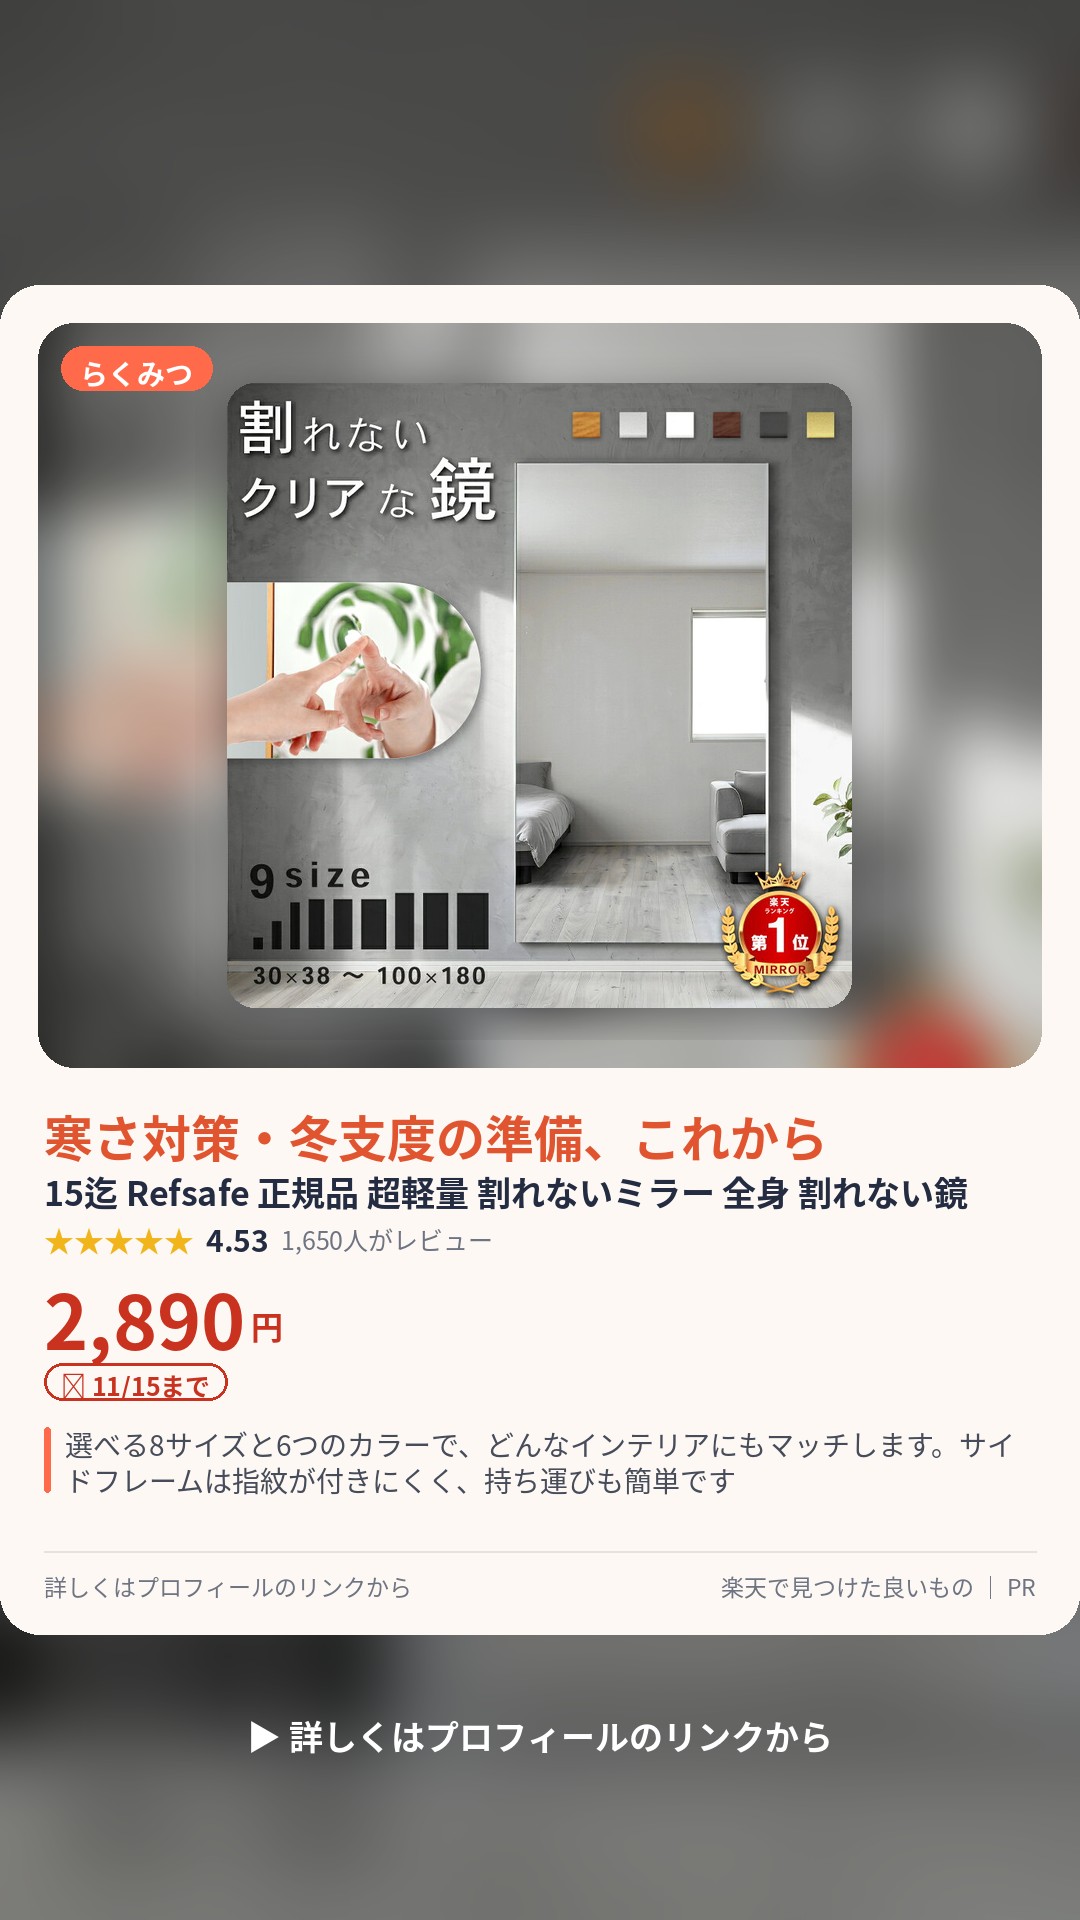 らくみつ
割れない
クリアな鏡
9 size
30×38 ～ 100×180
楽天
ランキング
第1位
MIRROR
寒さ対策・冬支度の準備、これから
15迄 Refsafe 正規品 超軽量 割れないミラー 全身 割れない鏡
★★★★★ 4.53 1,650人がレビュー
2,890円
11/15まで
選べる8サイズと6つのカラーで、どんなインテリアにもマッチします。サイ
ドフレームは指紋が付きにくく、持ち運びも簡単です
詳しくはプロフィールのリンクから
楽天で見つけた良いもの｜PR
▶ 詳しくはプロフィールのリンクから